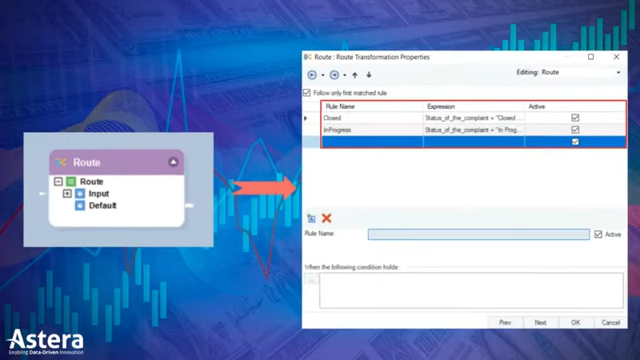 Route : Route Transformation Properties
Editing: Route
Follow only first matched rule
Rule Name Expression Active
Closed Status_of_the_complaint = "Closed ...
InProgress Status_of_the_complaint = "In Prog...
Route
Route
Input
Default
Rule Name
Active
When the following condition holds:
Prev Next OK Cancel
Astera
Enabling Data-Driven Innovation